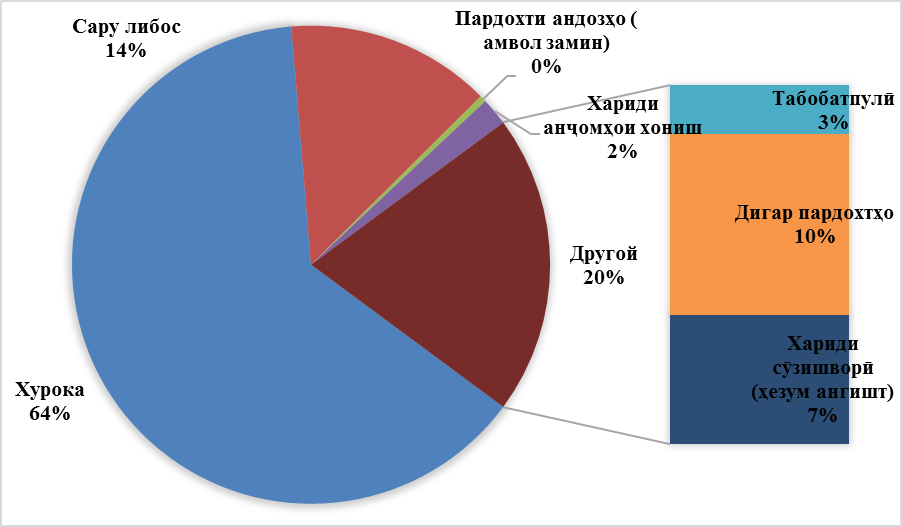 Сару либос
14%
Пардохти андозҳо (
амвол замин)
0%
Хариди
анҷомҳои хониш
2%
Табобатпулӣ
3%
Дигар пардохтҳо
10%
Другой
20%
Хариди
сӯзишворӣ
(ҳезум ангишт)
7%
Хурока
64%